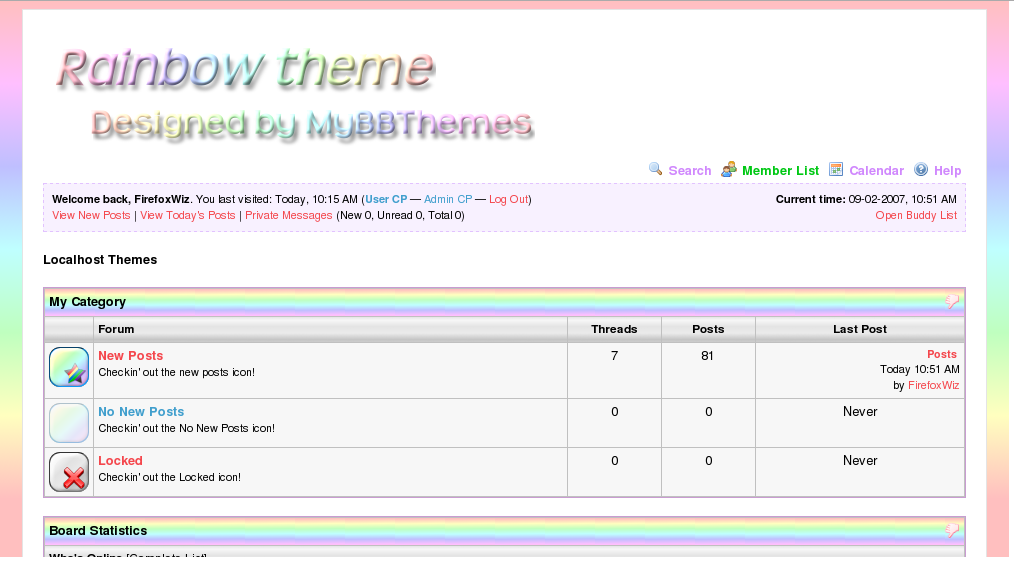 Rainbow theme
Designed by MyBBThemes
Search Member List Calendar Help
Welcome back, FirefoxWiz. You last visited: Today, 10:15 AM (User CP — Admin CP — Log Out)
Current time: 09-02-2007, 10:51 AM
View New Posts | View Today's Posts | Private Messages (New 0, Unread 0, Total 0)
Open Buddy List
Localhost Themes
My Category
Forum Threads Posts Last Post
New Posts 7 81 Posts
Checkin' out the new posts icon! Today 10:51 AM
by FirefoxWiz
No New Posts 0 0 Never
Checkin' out the No New Posts icon!
Locked 0 0 Never
Checkin' out the Locked icon!
Board Statistics
Who's Online [Complete List]